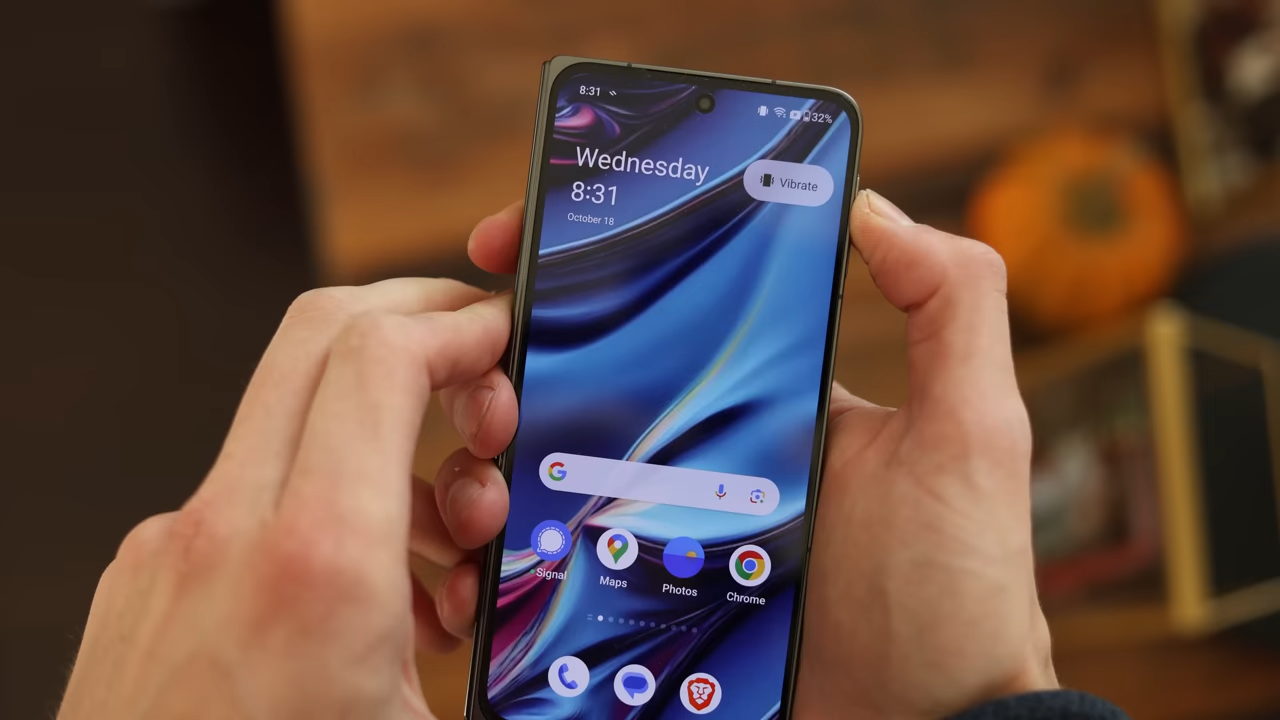 8:31
32%
Wednesday
8:31
October 18
Vibrate
Signal
Maps
Photos
Chrome